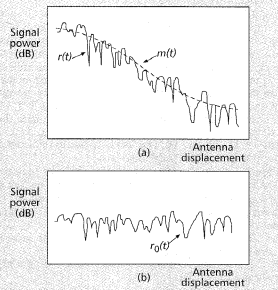 Signal
power
(dB)
r(t)
m(t)
Antenna
displacement
(a)
Signal
power
(dB)
r₀(t)
Antenna
displacement
(b)